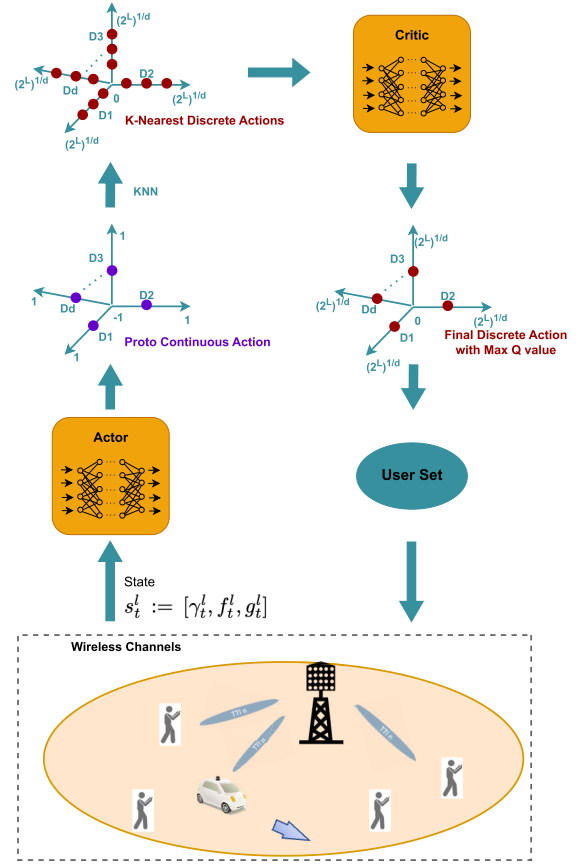 (2^L)^1/d
D3
(2^L)^1/d
D2
Dd
0
(2^L)^1/d
D1
K-Nearest Discrete Actions
(2^L)^1/d
Critic
KNN
1
D3
1
Dd
D2
-1
1
D1
Proto Continuous Action
1
(2^L)^1/d
D3
(2^L)^1/d
Dd
D2
0
(2^L)^1/d
D1
Final Discrete Action
with Max Q value
(2^L)^1/d
Actor
User Set
State
s_t^l := [γ_t^l, f_t^l, g_t^l]
Wireless Channels
TTI n
TTI n
TTI n